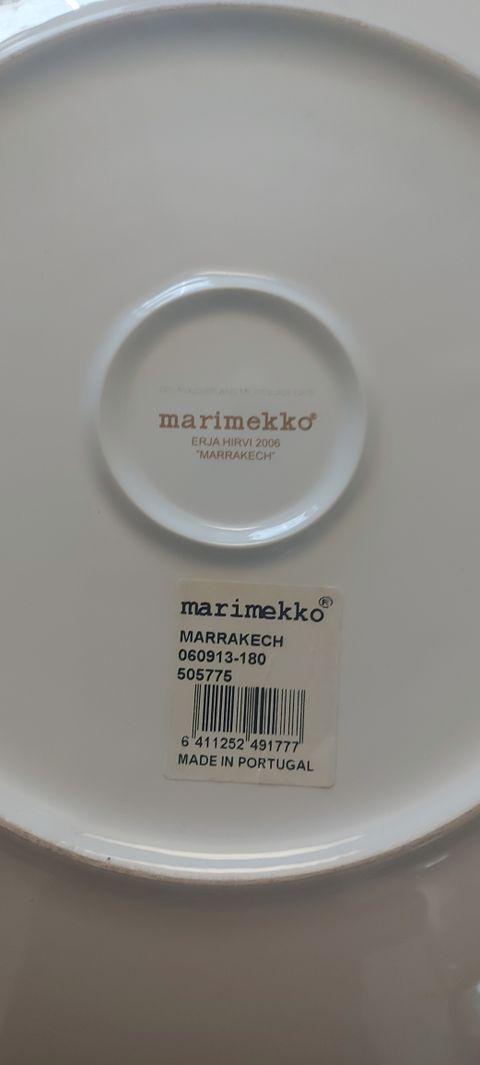 marimekko®
ERJA HIRVI 2006
"MARRAKECH"
marimekko®
MARRAKECH
060913-180
505775
6 411252 491777
MADE IN PORTUGAL